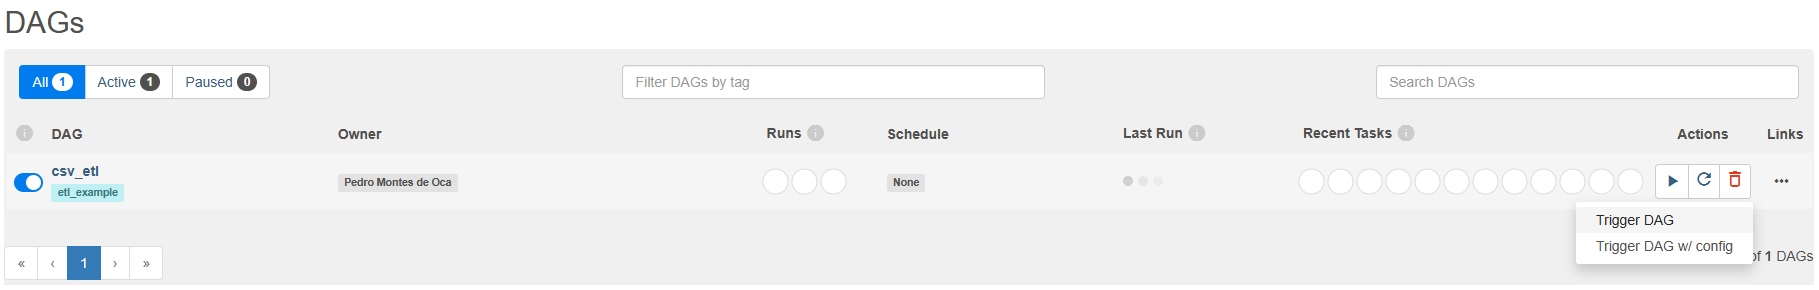 DAGs
All 1 Active 1 Paused 0 Filter DAGs by tag Search DAGs
i DAG Owner Runs i Schedule Last Run i Recent Tasks i Actions Links
csv_etl
etl_example Pedro Montes de Oca None
Trigger DAG
Trigger DAG w/ config
« ‹ 1 › » of 1 DAGs